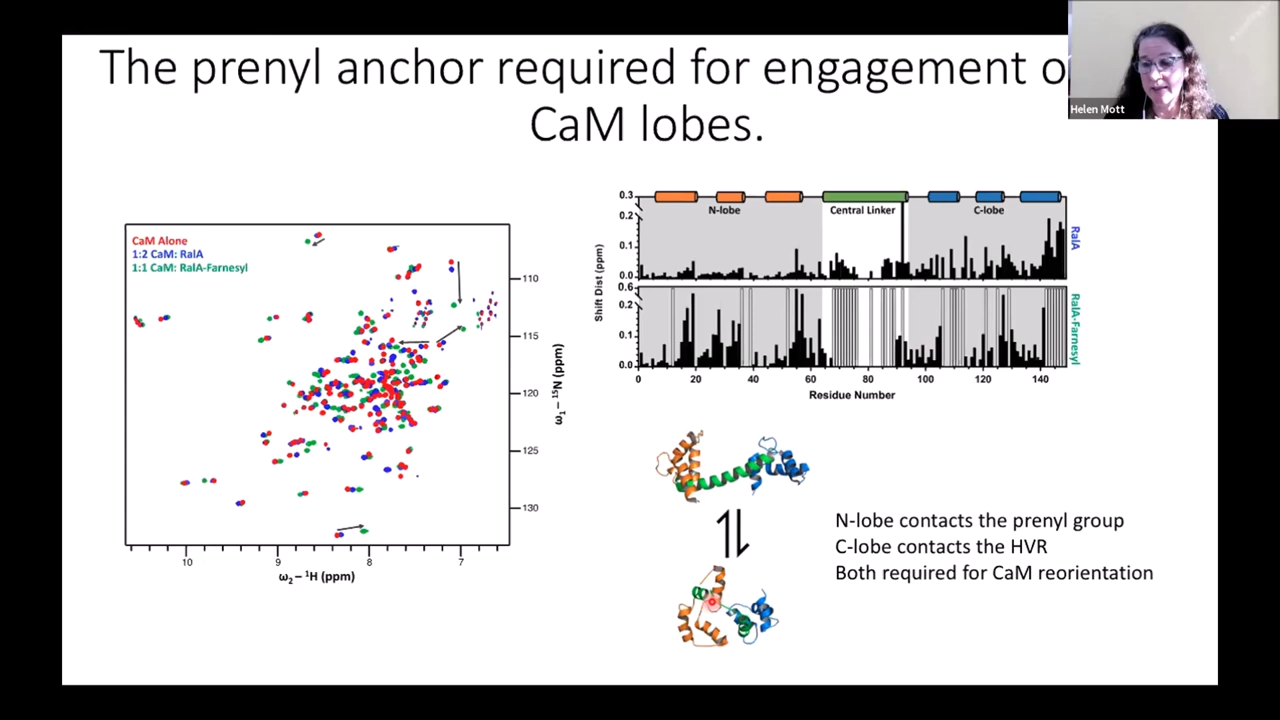 The prenyl anchor required for engagement o
CaM lobes.
Helen Mott
CaM Alone
1:2 CaM: RalA
1:1 CaM: RalA-Farnesyl
110
115
120
125
130
ω₁– ¹⁵N (ppm)
10
9
8
7
ω₂– ¹H (ppm)
0.3
0.2
0.1
0.0
N-lobe
Central Linker
C-lobe
RalA
0.6
0.2
0.1
0.0
RalA-Farnesyl
Shift Dist (ppm)
0
20
40
60
80
100
120
140
Residue Number
N-lobe contacts the prenyl group
C-lobe contacts the HVR
Both required for CaM reorientation